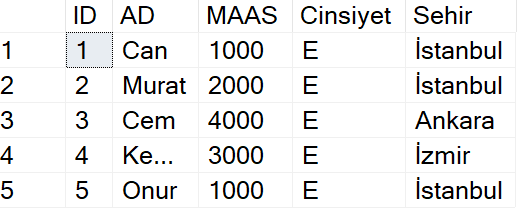 ID AD MAAS Cinsiyet Sehir
1 1 Can 1000 E İstanbul
2 2 Murat 2000 E İstanbul
3 3 Cem 4000 E Ankara
4 4 Ke... 3000 E İzmir
5 5 Onur 1000 E İstanbul